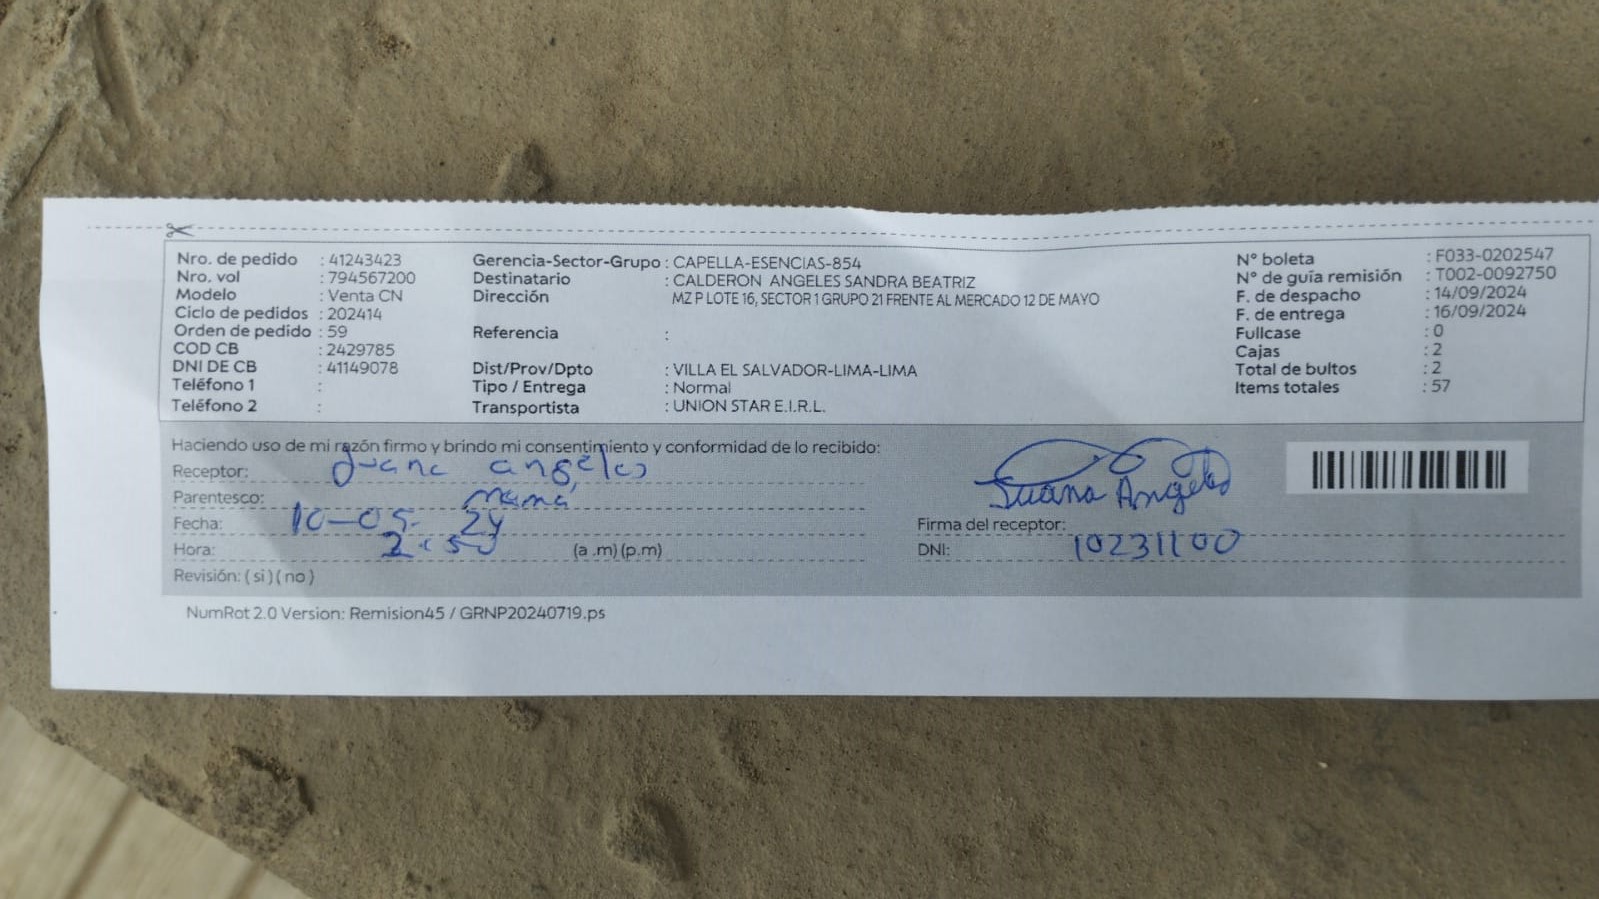 Nro. de pedido : 41243423
Nro. vol : 794567200
Modelo : Venta CN
Ciclo de pedidos : 202414
Orden de pedido : 59
COD CB : 2429785
DNI DE CB : 41149078
Teléfono 1 :
Teléfono 2 :
Gerencia-Sector-Grupo : CAPELLA-ESENCIAS-854
Destinatario : CALDERON ANGELES SANDRA BEATRIZ
Dirección MZ P LOTE 16, SECTOR 1 GRUPO 21 FRENTE AL MERCADO 12 DE MAYO
Referencia :
Dist/Prov/Dpto : VILLA EL SALVADOR-LIMA-LIMA
Tipo / Entrega : Normal
Transportista : UNION STAR E.I.R.L.
N° boleta : F033-0202547
N° de guía remisión : T002-0092750
F. de despacho : 14/09/2024
F. de entrega : 16/09/2024
Fullcase : 0
Cajas : 2
Total de bultos : 2
Items totales : 57
Haciendo uso de mi razón firmo y brindo mi consentimiento y conformidad de lo recibido:
Receptor: Juana angeles
Parentesco: mamá
Fecha: 24
Hora: (a .m) (p.m)
Revisión: ( si ) ( no )
Juana Angeles
Firma del receptor:
DNI: 10231100
NumRot 2.0 Version: Remision45 / GRNP20240719.ps